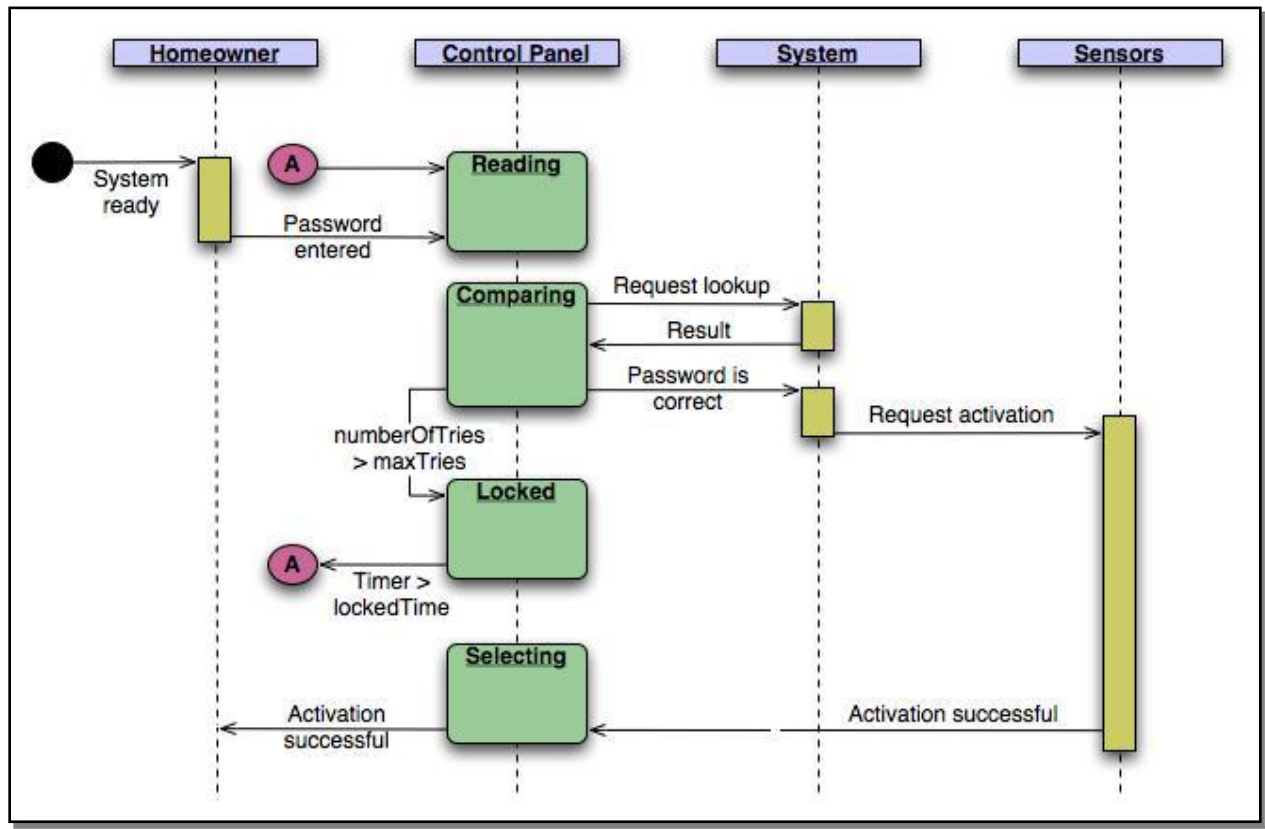 Homeowner
Control Panel
System
Sensors
System
ready
A
Reading
Password
entered
Comparing
Request lookup
Result
Password is
correct
Request activation
numberOfTries
> maxTries
Locked
A
Timer >
lockedTime
Selecting
Activation
successful
Activation successful